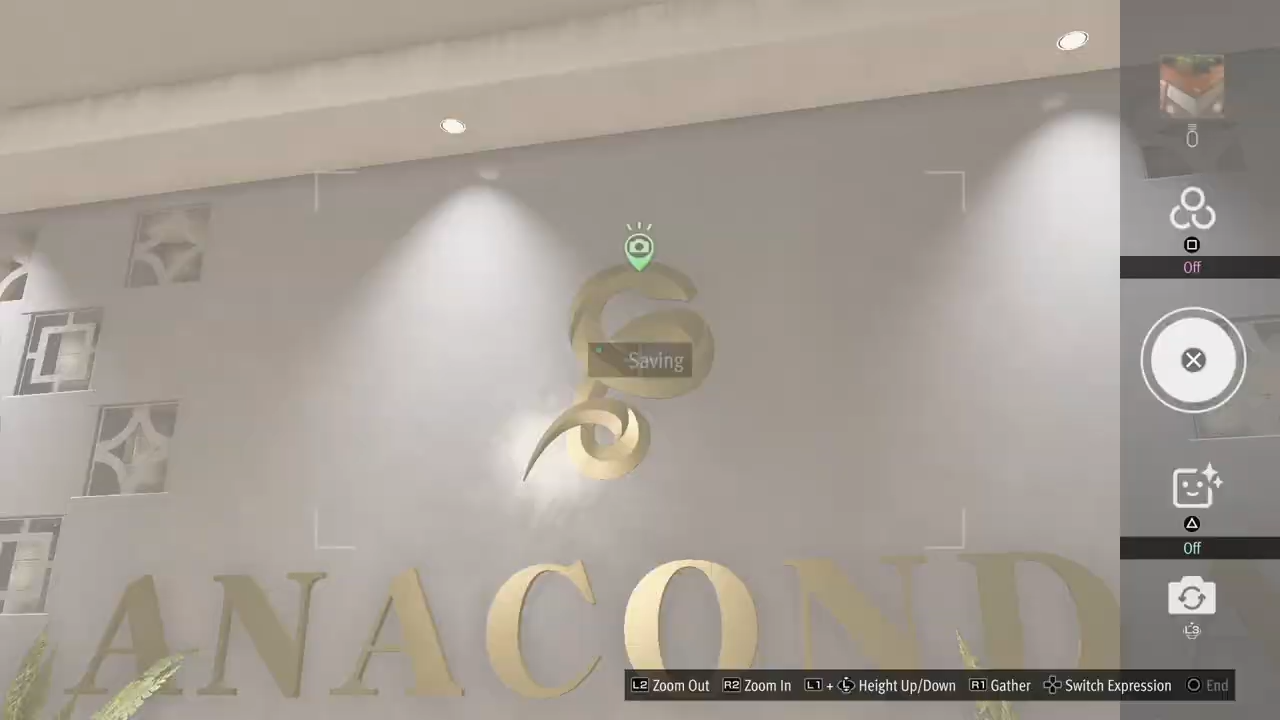 Off
Saving
Off
ANACOND
L3
L2 Zoom Out R2 Zoom In L1 + L Height Up/Down R1 Gather Switch Expression End